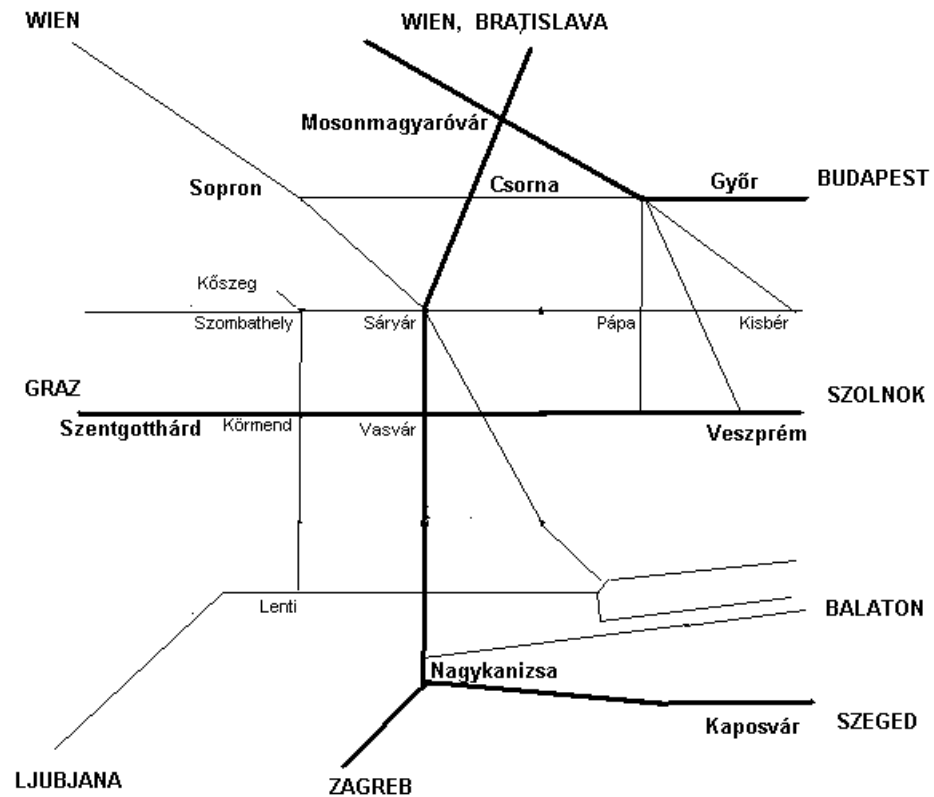 WIEN
WIEN, BRATISLAVA
Mosonmagyaróvár
Sopron
Csorna
Győr
BUDAPEST
Kőszeg
Szombathely
Sáryár
Pápa
Kisbér
GRAZ
SZOLNOK
Szentgotthárd
Körmend
Vasvár
Veszprém
Lenti
BALATON
Nagykanizsa
Kaposvár
SZEGED
LJUBJANA
ZAGREB